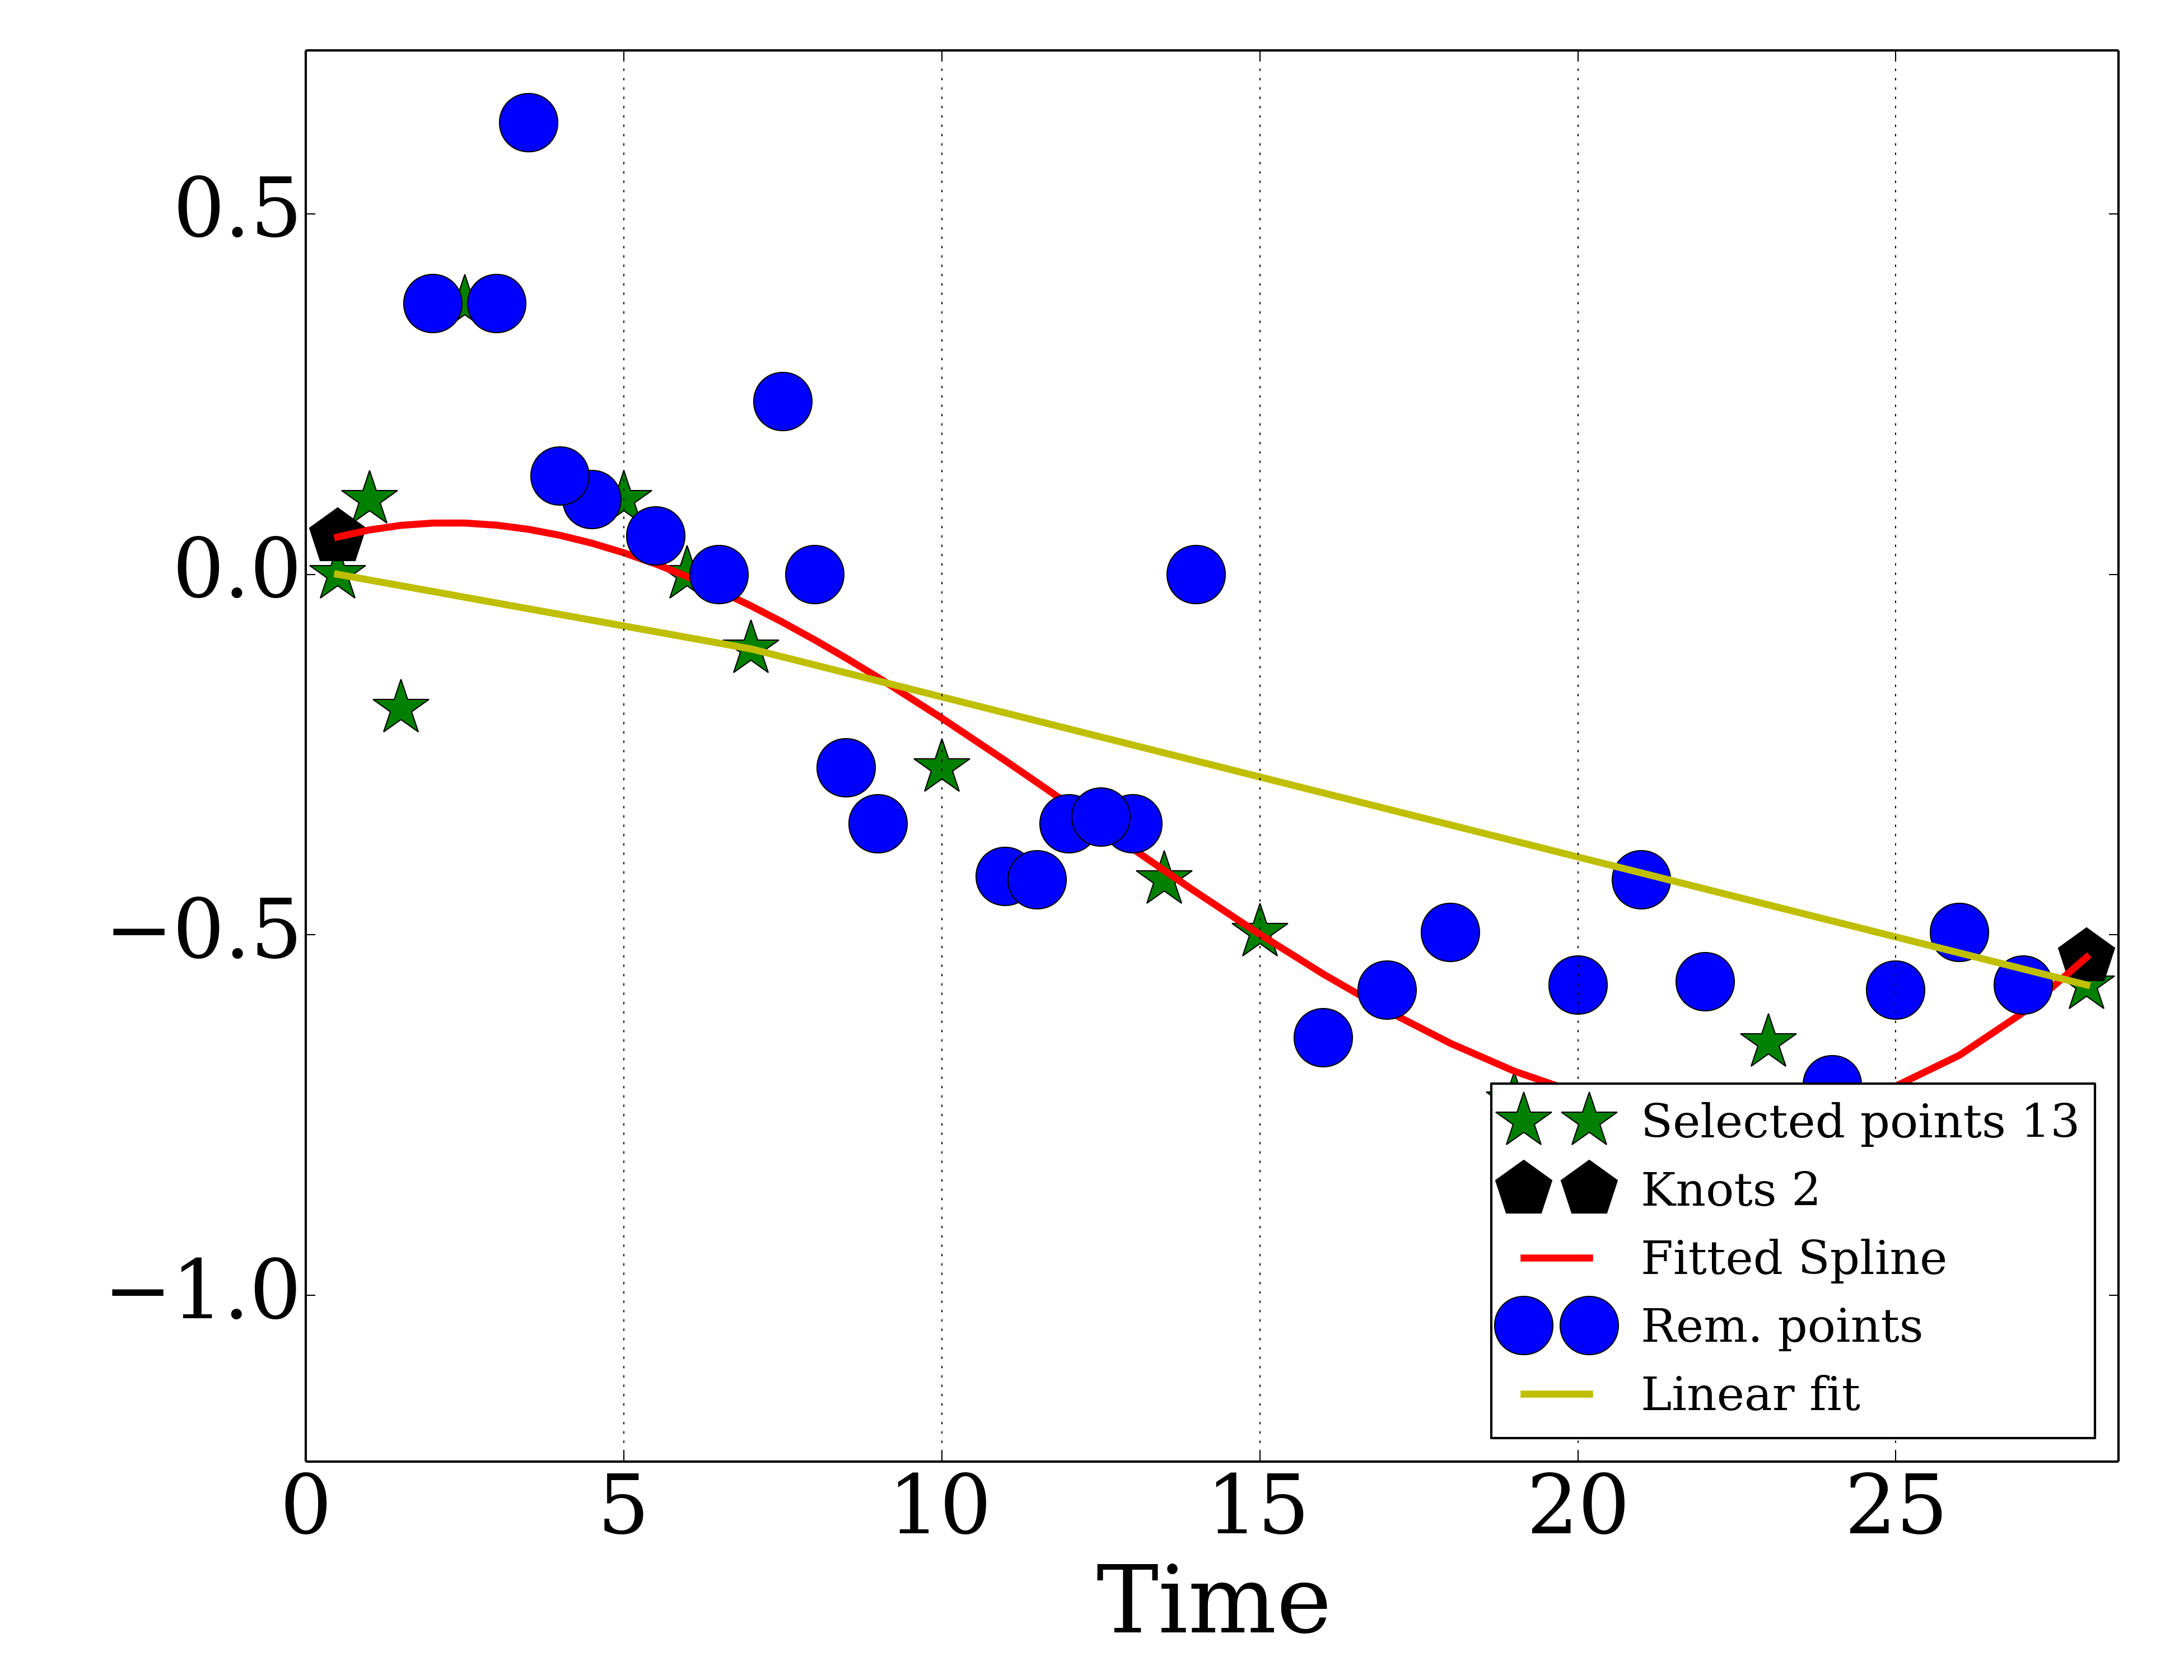 0.5
0.0
−0.5
−1.0
0 5 10 15 20 25
Time
Selected points 13
Knots 2
Fitted Spline
Rem. points
Linear fit